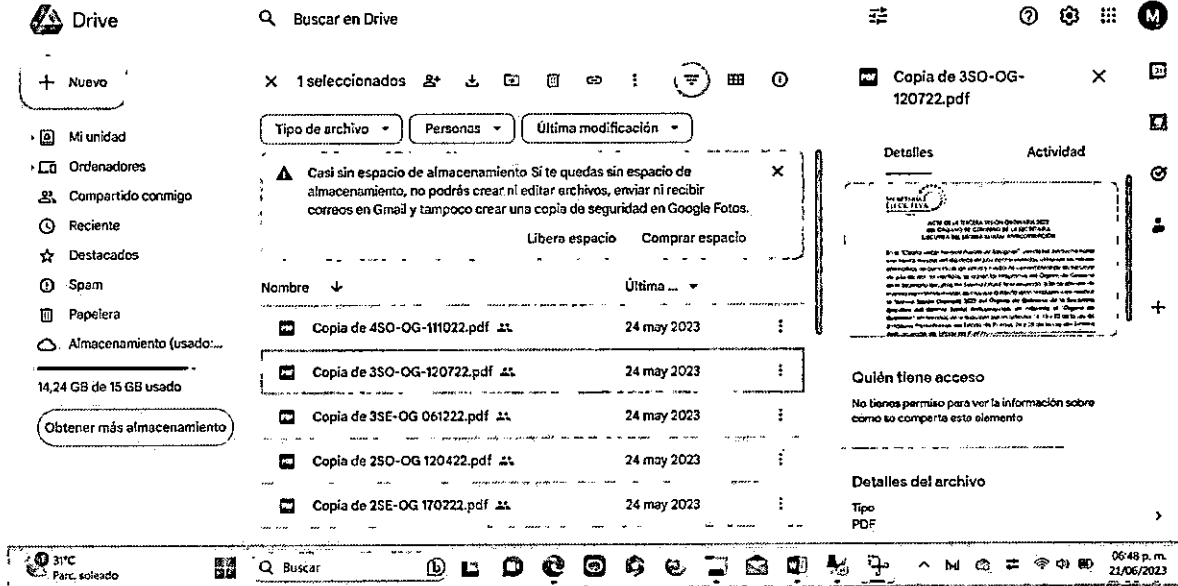 Drive
Buscar en Drive
M
Nuevo
Mi unidad
Ordenadores
Compartido conmigo
Reciente
Destacados
Spam
Papelera
Almacenamiento (usado:...
14,24 GB de 15 GB usado
Obtener más almacenamiento
1 seleccionados
Tipo de archivo
Personas
Última modificación
Casi sin espacio de almacenamiento Si te quedas sin espacio de
almacenamiento, no podrás crear ni editar archivos, enviar ni recibir
correos en Gmail y tampoco crear una copia de seguridad en Google Fotos.
Libera espacio Comprar espacio
Nombre Última ...
Copia de 4SO-OG-111022.pdf 24 may 2023
Copia de 3SO-OG-120722.pdf 24 may 2023
Copia de 3SE-OG 061222.pdf 24 may 2023
Copia de 2SO-OG 120422.pdf 24 may 2023
Copia de 2SE-OG 170222.pdf 24 may 2023
PDF
Copia de 3SO-OG-
120722.pdf
Detalles Actividad
Quién tiene acceso
No tienes permiso para ver la información sobre
cómo se comparte este elemento
Detalles del archivo
Tipo
PDF
31°C
Parc. soleado
Buscar
06:48 p. m.
21/06/2023